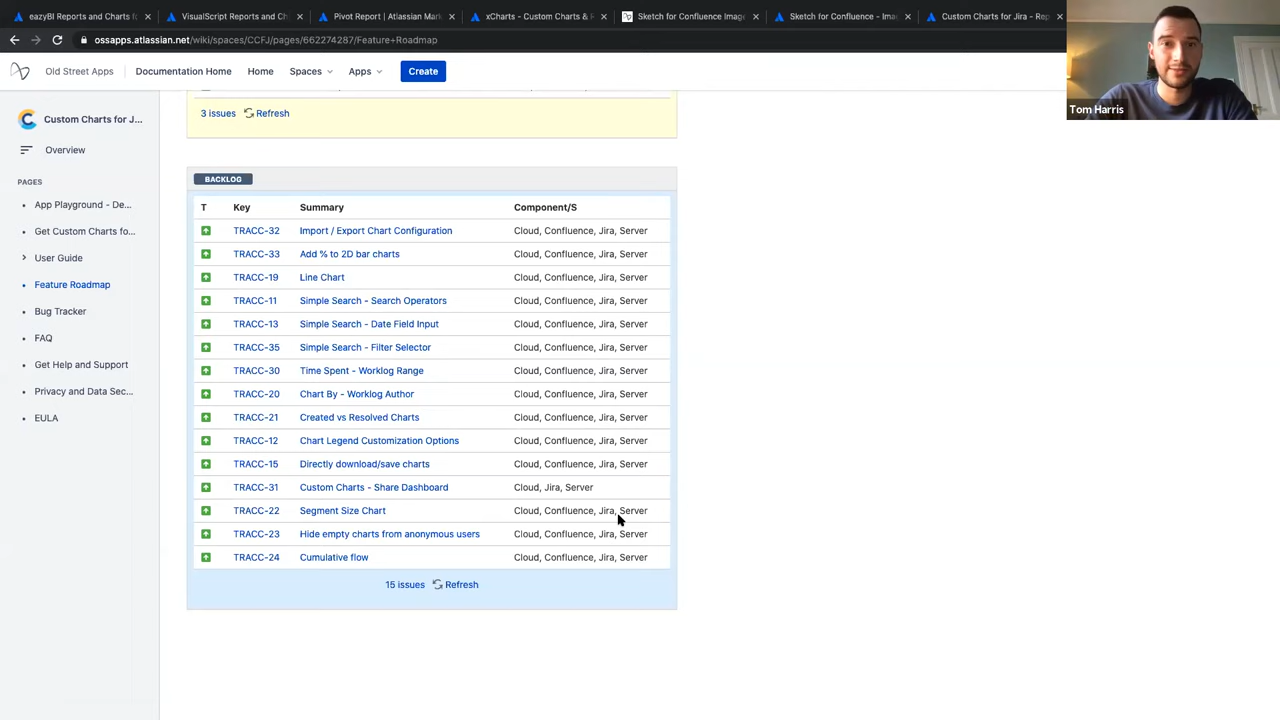 eazyBI Reports and Charts fo
VisualScript Reports and Ch
Pivot Report | Atlassian Mark
xCharts - Custom Charts & R
Sketch for Confluence Image
Sketch for Confluence - Ima
Custom Charts for Jira - Rep
ossapps.atlassian.net/wiki/spaces/CCFJ/pages/662274287/Feature+Roadmap
Old Street Apps
Documentation Home
Home
Spaces
Apps
Create
Tom Harris
Custom Charts for J...
Overview
PAGES
App Playground - De...
Get Custom Charts fo...
User Guide
Feature Roadmap
Bug Tracker
FAQ
Get Help and Support
Privacy and Data Sec...
EULA
3 issues Refresh
BACKLOG
T Key Summary Component/S
TRACC-32 Import / Export Chart Configuration Cloud, Confluence, Jira, Server
TRACC-33 Add % to 2D bar charts Cloud, Confluence, Jira, Server
TRACC-19 Line Chart Cloud, Confluence, Jira, Server
TRACC-11 Simple Search - Search Operators Cloud, Confluence, Jira, Server
TRACC-13 Simple Search - Date Field Input Cloud, Confluence, Jira, Server
TRACC-35 Simple Search - Filter Selector Cloud, Confluence, Jira, Server
TRACC-30 Time Spent - Worklog Range Cloud, Confluence, Jira, Server
TRACC-20 Chart By - Worklog Author Cloud, Confluence, Jira, Server
TRACC-21 Created vs Resolved Charts Cloud, Confluence, Jira, Server
TRACC-12 Chart Legend Customization Options Cloud, Confluence, Jira, Server
TRACC-15 Directly download/save charts Cloud, Confluence, Jira, Server
TRACC-31 Custom Charts - Share Dashboard Cloud, Jira, Server
TRACC-22 Segment Size Chart Cloud, Confluence, Jira, Server
TRACC-23 Hide empty charts from anonymous users Cloud, Confluence, Jira, Server
TRACC-24 Cumulative flow Cloud, Confluence, Jira, Server
15 issues Refresh